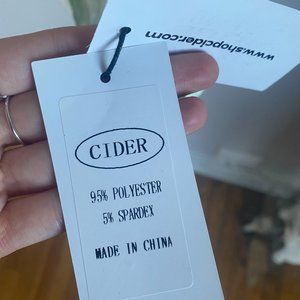 www.shopcider.com
CIDER
95% POLYESTER
5% SPARDEX
MADE IN CHINA